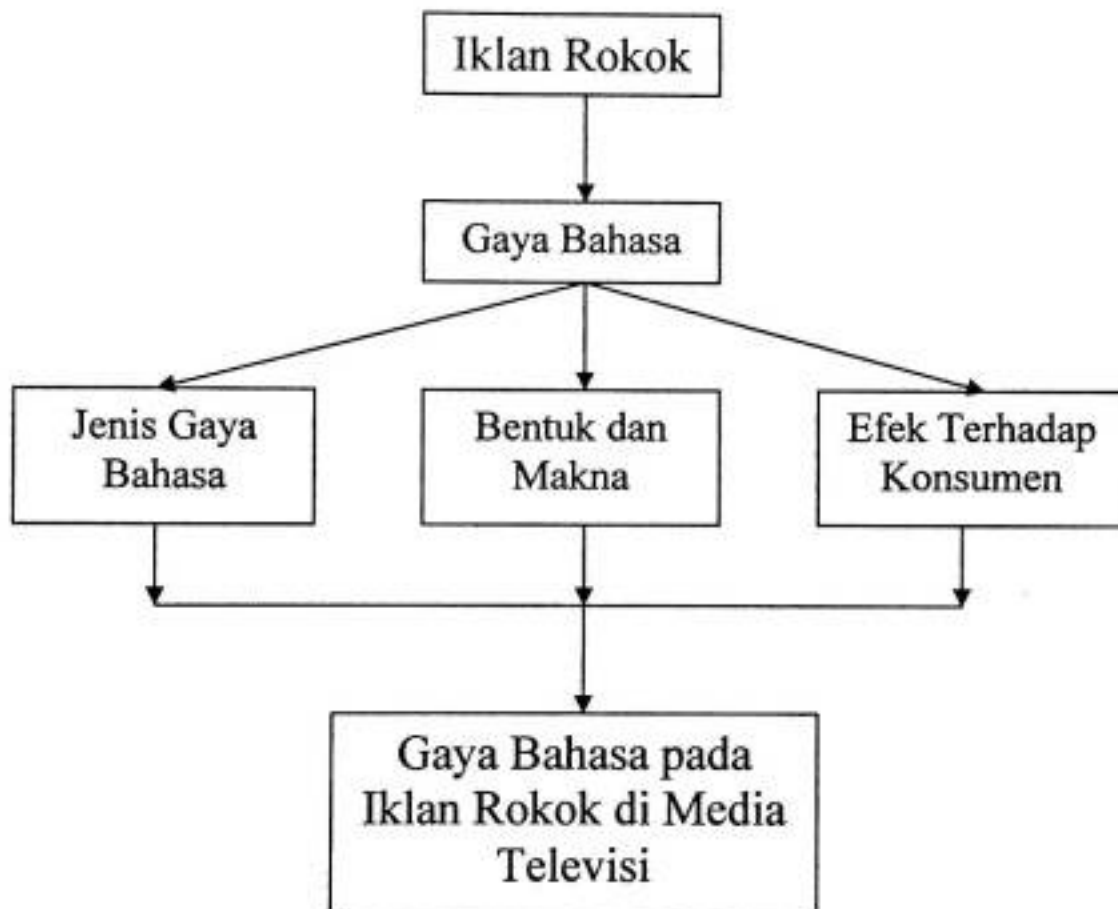 Iklan Rokok
Gaya Bahasa
Jenis Gaya
Bahasa
Bentuk dan
Makna
Efek Terhadap
Konsumen
Gaya Bahasa pada
Iklan Rokok di Media
Televisi